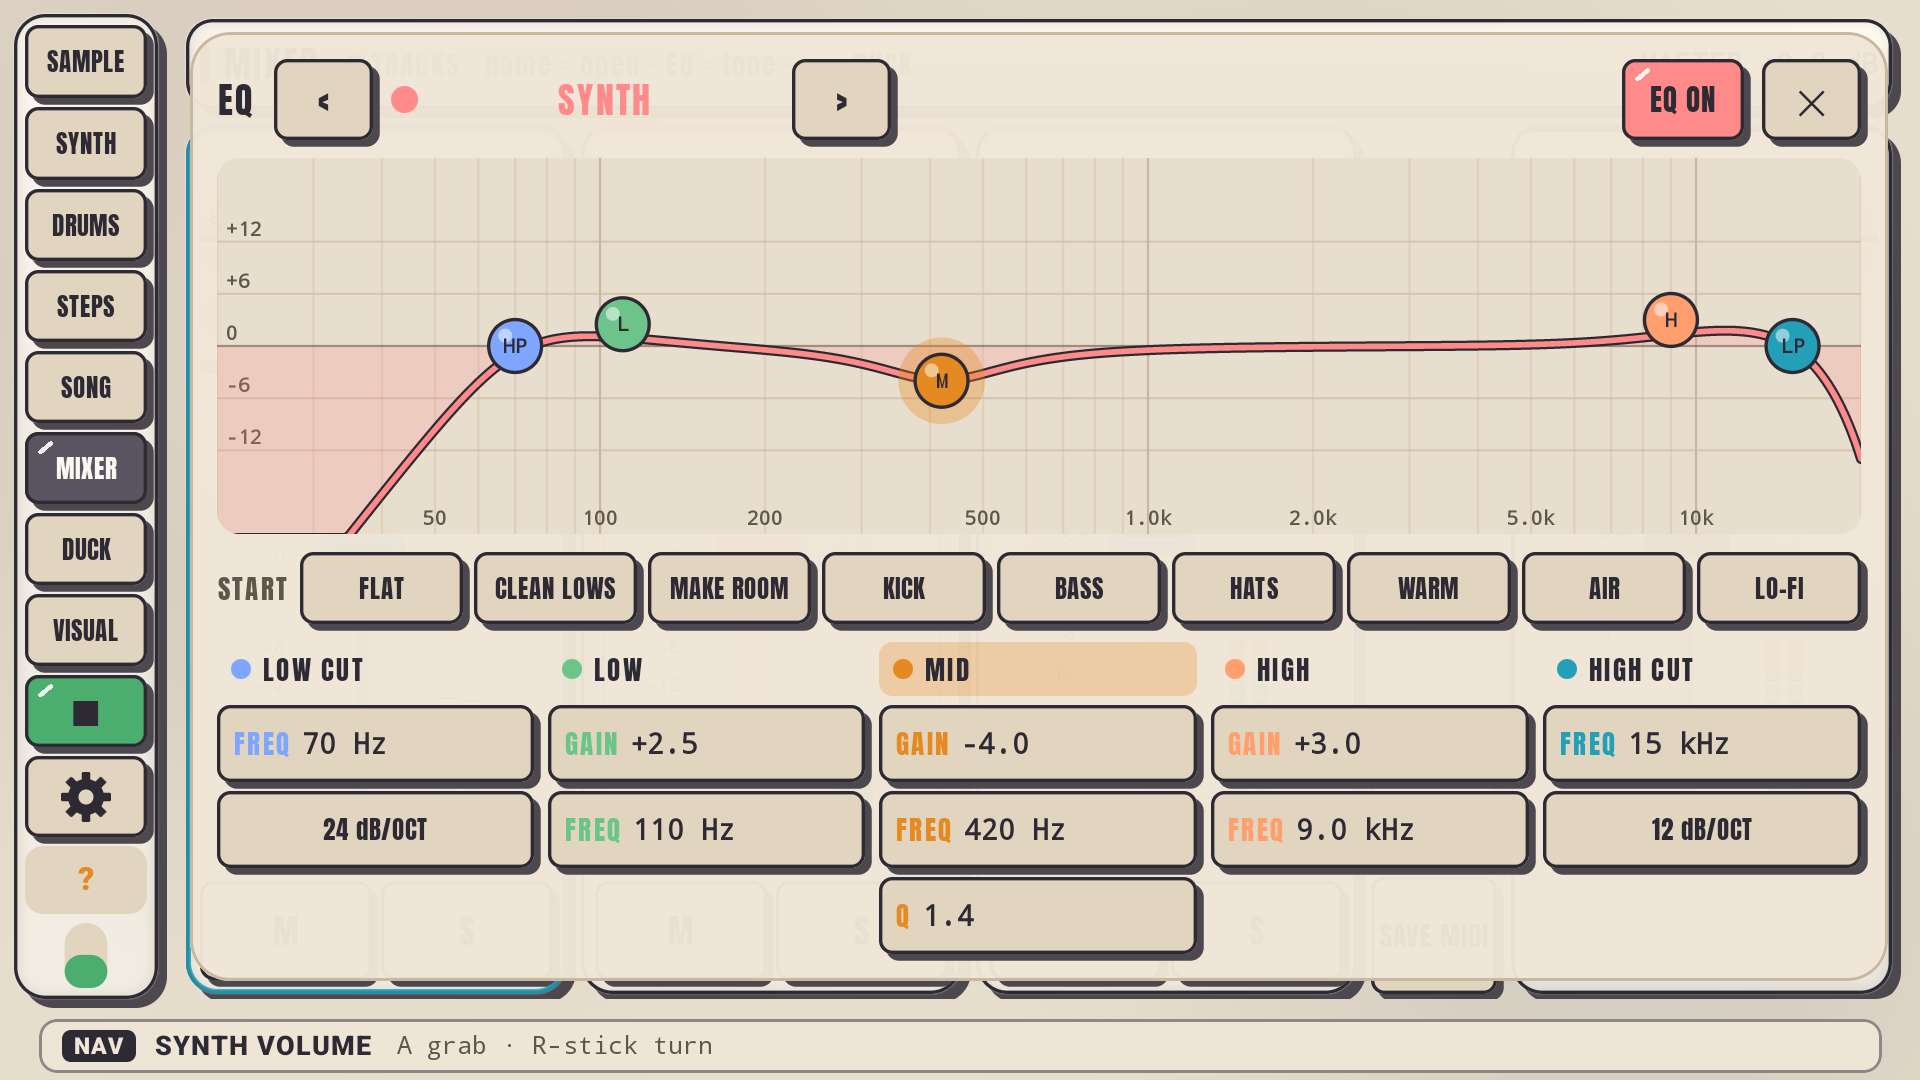 SAMPLE
SYNTH
DRUMS
STEPS
SONG
MIXER
DUCK
VISUAL
?
EQ < SYNTH > EQ ON ×
+12
+6
0
-6
-12
HP L M H LP
50 100 200 500 1.0k 2.0k 5.0k 10k
START FLAT CLEAN LOWS MAKE ROOM KICK BASS HATS WARM AIR LO-FI
LOW CUT LOW MID HIGH HIGH CUT
FREQ 70 Hz GAIN +2.5 GAIN -4.0 GAIN +3.0 FREQ 15 kHz
24 dB/OCT FREQ 110 Hz FREQ 420 Hz FREQ 9.0 kHz 12 dB/OCT
Q 1.4
M S M S S SAVE MIDI
NAV SYNTH VOLUME A grab · R-stick turn